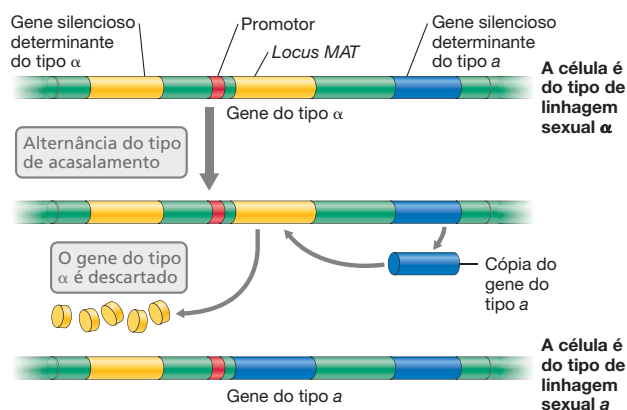 Gene silencioso
determinante
do tipo α
Promotor
Locus MAT
Gene silencioso
determinante
do tipo a
A célula é
do tipo de
linhagem
sexual α
Gene do tipo α
Alternância do tipo
de acasalamento
O gene do tipo
α é descartado
Cópia do
gene do
tipo a
A célula é
do tipo de
linhagem
sexual a
Gene do tipo a